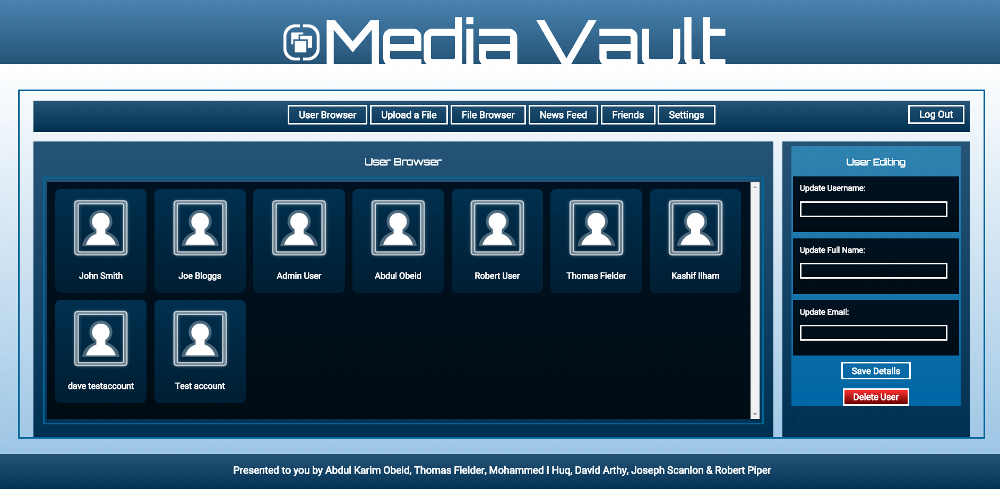 Media Vault
User Browser
Upload a File
File Browser
News Feed
Friends
Settings
Log Out
User Browser
John Smith
Joe Bloggs
Admin User
Abdul Obeid
Robert User
Thomas Fielder
Kashif Ilham
dave testaccount
Test account
User Editing
Update Username:
Update Full Name:
Update Email:
Save Details
Delete User
>
Presented to you by Abdul Karim Obeid, Thomas Fielder, Mohammed I Huq, David Arthy, Joseph Scanlon & Robert Piper